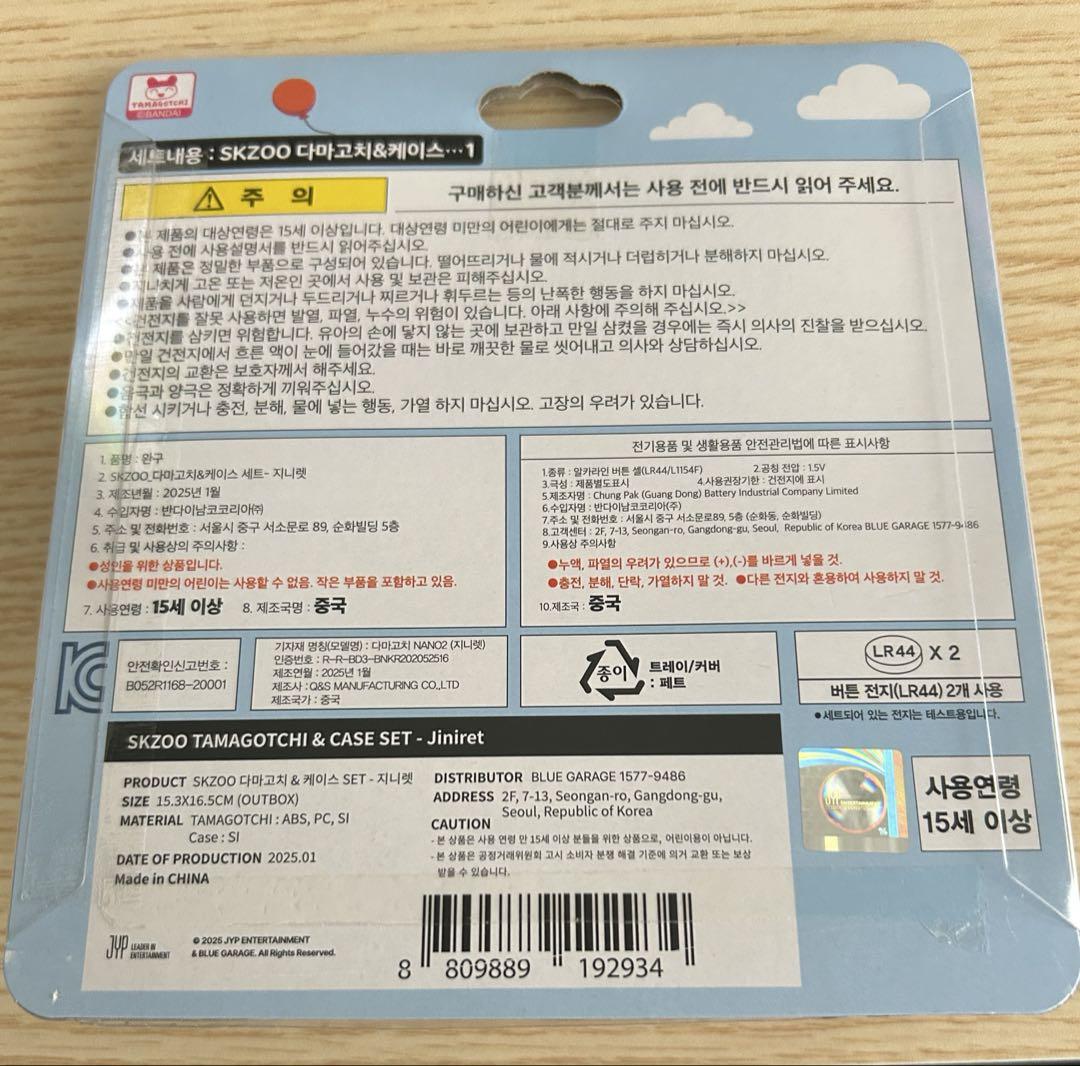 TAMAGOTCHI
©BANDAI
세트내용 : SKZOO 다마고치&케이스…1
주 의
구매하신 고객분께서는 사용 전에 반드시 읽어 주세요.
●본 제품의 대상연령은 15세 이상입니다. 대상연령 미만의 어린이에게는 절대로 주지 마십시오.
●사용 전에 사용설명서를 반드시 읽어주십시오.
●본 제품은 정밀한 부품으로 구성되어 있습니다. 떨어뜨리거나 물에 적시거나 더럽히거나 분해하지 마십시오.
●지나치게 고온 또는 저온인 곳에서 사용 및 보관은 피해주십시오.
●제품을 사람에게 던지거나 두드리거나 찌르거나 휘두르는 등의 난폭한 행동을 하지 마십시오.
<<건전지를 잘못 사용하면 발열, 파열, 누수의 위험이 있습니다. 아래 사항에 주의해 주십시오.>>
●건전지를 삼키면 위험합니다. 유아의 손에 닿지 않는 곳에 보관하고 만일 삼켰을 경우에는 즉시 의사의 진찰을 받으십시오.
●만일 건전지에서 흐른 액이 눈에 들어갔을 때는 바로 깨끗한 물로 씻어내고 의사와 상담하십시오.
●건전지의 교환은 보호자께서 해주세요.
●음극과 양극은 정확하게 끼워주십시오.
●합선 시키거나 충전, 분해, 물에 넣는 행동, 가열 하지 마십시오. 고장의 우려가 있습니다.
1. 품명 : 완구
2. SKZOO_다마고치&케이스 세트- 지니렛
3. 제조년월 : 2025년 1월
4. 수입자명 : 반다이남코코리아㈜
5. 주소 및 전화번호 : 서울시 중구 서소문로 89, 순화빌딩 5층
6. 취급 및 사용상의 주의사항 :
●성인을 위한 상품입니다.
●사용연령 미만의 어린이는 사용할 수 없음. 작은 부품을 포함하고 있음.
7. 사용연령 : 15세 이상 8. 제조국명 : 중국
전기용품 및 생활용품 안전관리법에 따른 표시사항
1.종류 : 알카라인 버튼 셀(LR44/L1154F) 2.공칭 전압 : 1.5V
3.극성 : 제품별도표시 4.사용권장기한 : 건전지에 표시
5.제조자명 : Chung Pak (Guang Dong) Battery Industrial Company Limited
6.수입자명 : 반다이남코코리아(주)
7.주소 및 전화번호 : 서울시 중구 서소문로89, 5층 (순화동, 순화빌딩)
8.고객센터 : 2F, 7-13, Seongan-ro, Gangdong-gu, Seoul, Republic of Korea BLUE GARAGE 1577-9486
9.사용상 주의사항
●누액, 파열의 우려가 있으므로 (+),(-)를 바르게 넣을 것.
●충전, 분해, 단락, 가열하지 말 것. ●다른 전지와 혼용하여 사용하지 말 것.
10.제조국 : 중국
안전확인신고번호 :
B052R1168-20001
기자재 명칭(모델명) : 다마고치 NANO2 (지니렛)
인증번호 : R-R-BD3-BNKR202052516
제조연월 : 2025년 1월
제조사 : Q&S MANUFACTURING CO.,LTD
제조국가 : 중국
종이
트레이/커버
: 페트
LR44 X 2
버튼 전지(LR44) 2개 사용
●세트되어 있는 전지는 테스트용입니다.
SKZOO TAMAGOTCHI & CASE SET - Jiniret
PRODUCT SKZOO 다마고치 & 케이스 SET - 지니렛
SIZE 15.3X16.5CM (OUTBOX)
MATERIAL TAMAGOTCHI : ABS, PC, SI
Case : SI
DATE OF PRODUCTION 2025.01
Made in CHINA
DISTRIBUTOR BLUE GARAGE 1577-9486
ADDRESS 2F, 7-13, Seongan-ro, Gangdong-gu,
Seoul, Republic of Korea
CAUTION
- 본 상품은 사용 연령 만 15세 이상 분들을 위한 상품으로, 어린이용이 아닙니다.
- 본 상품은 공정거래위원회 고시 소비자 분쟁 해결 기준에 의거 교환 또는 보상
받을 수 있습니다.
JYP ENTERTAINMENT
사용연령
15세 이상
JYP LEADER IN
ENTERTAINMENT
© 2025 JYP ENTERTAINMENT
& BLUE GARAGE. All Rights Reserved.
8 809889 192934